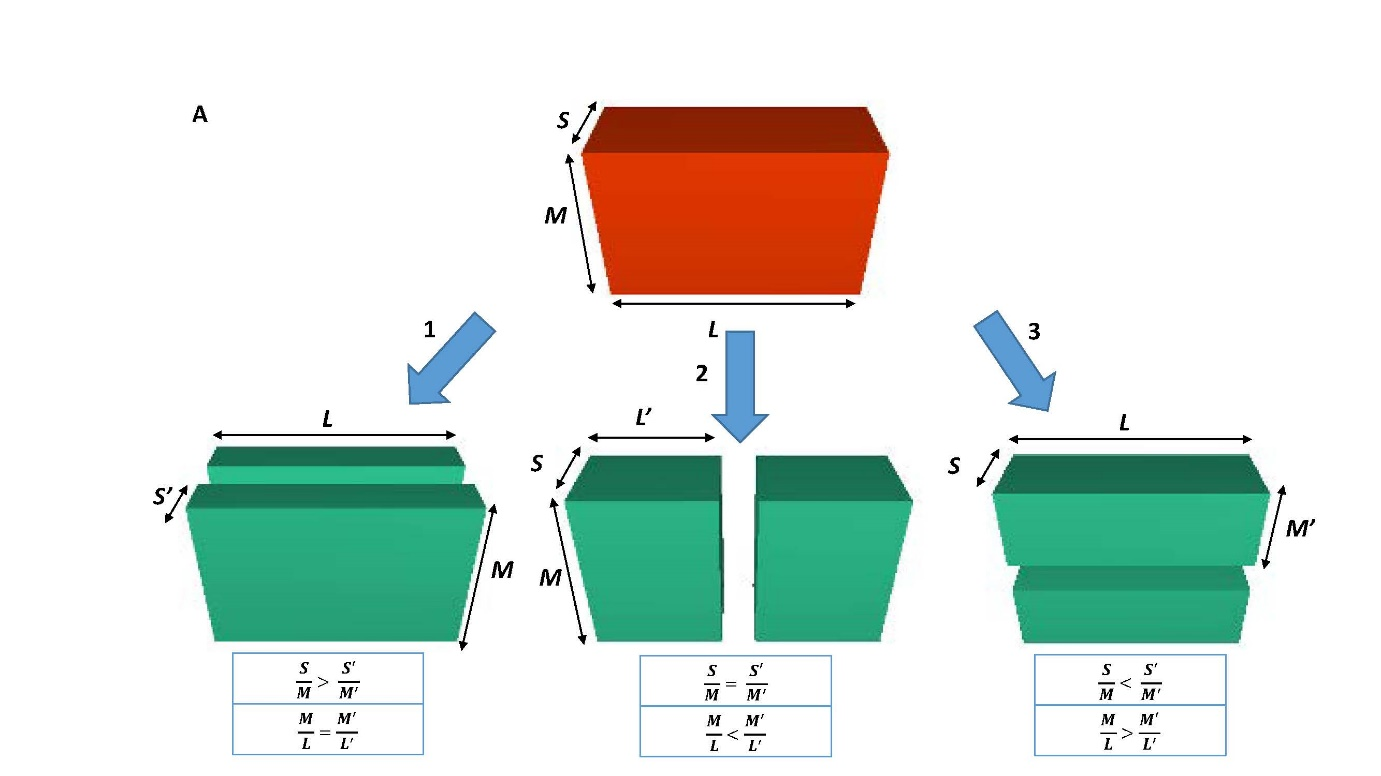 A
S
M
L
1
2
3
L
S'
M
L'
S
M
L
S
M'
S/M > S'/M'
M/L = M'/L'
S/M = S'/M'
M/L < M'/L'
S/M < S'/M'
M/L > M'/L'